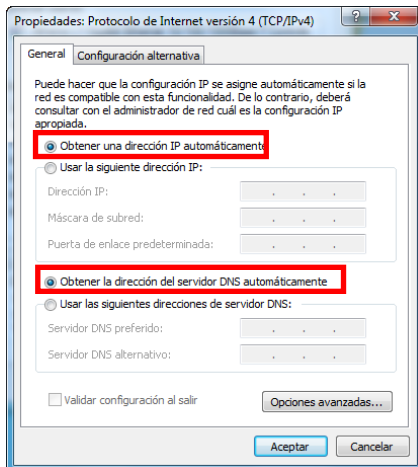 Propiedades: Protocolo de Internet versión 4 (TCP/IPv4)
General
Configuración alternativa
Puede hacer que la configuración IP se asigne automáticamente si la
red es compatible con esta funcionalidad. De lo contrario, deberá
consultar con el administrador de red cuál es la configuración IP
apropiada.
Obtener una dirección IP automáticamente
Usar la siguiente dirección IP:
Dirección IP:
Máscara de subred:
Puerta de enlace predeterminada:
Obtener la dirección del servidor DNS automáticamente
Usar las siguientes direcciones de servidor DNS:
Servidor DNS preferido:
Servidor DNS alternativo:
Validar configuración al salir
Opciones avanzadas...
Aceptar
Cancelar